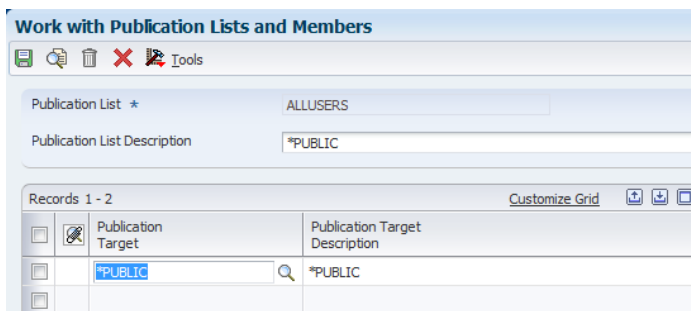 Work with Publication Lists and Members
Tools
Publication List * ALLUSERS
Publication List Description *PUBLIC
Records 1 - 2 Customize Grid
Publication Target Publication Target Description
*PUBLIC *PUBLIC